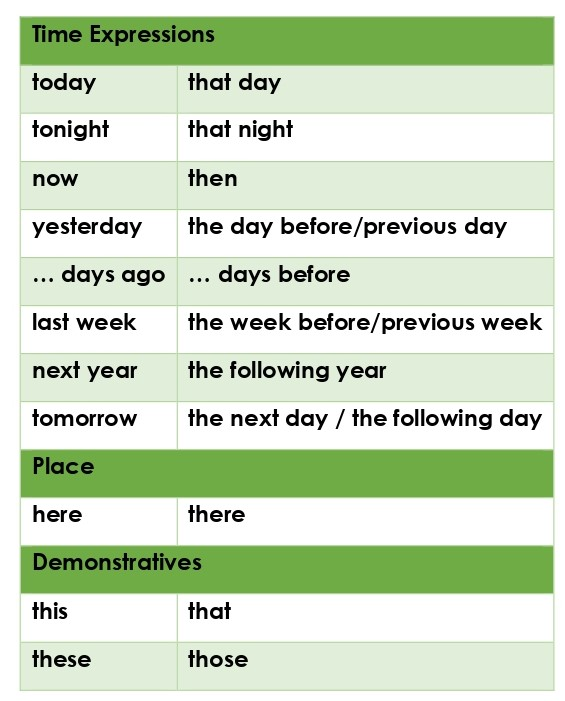 Time Expressions
today that day
tonight that night
now then
yesterday the day before/previous day
... days ago ... days before
last week the week before/previous week
next year the following year
tomorrow the next day / the following day
Place
here there
Demonstratives
this that
these those